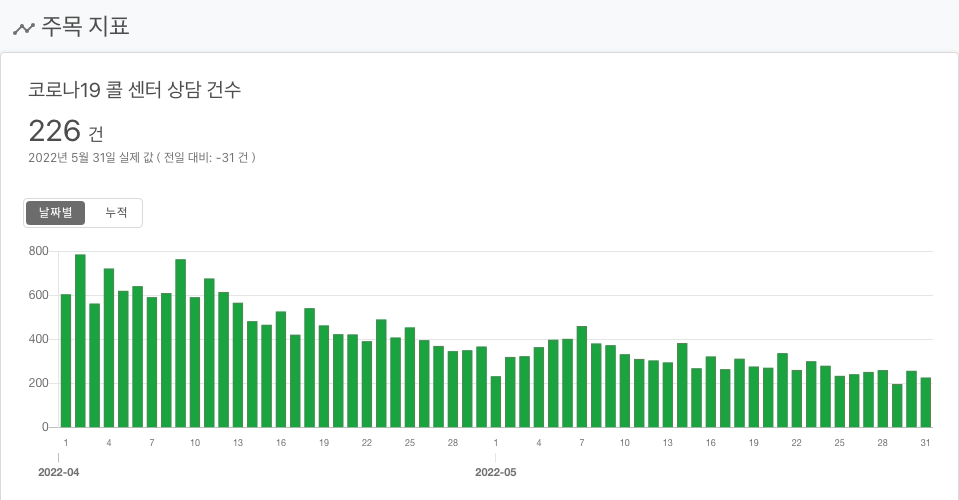 주목 지표
코로나19 콜 센터 상담 건수
226 건
2022년 5월 31일 실제 값 ( 전일 대비: -31 건 )
날짜별 누적
800
600
400
200
0
1 4 7 10 13 16 19 22 25 28 1 4 7 10 13 16 19 22 25 28 31
2022-04 2022-05